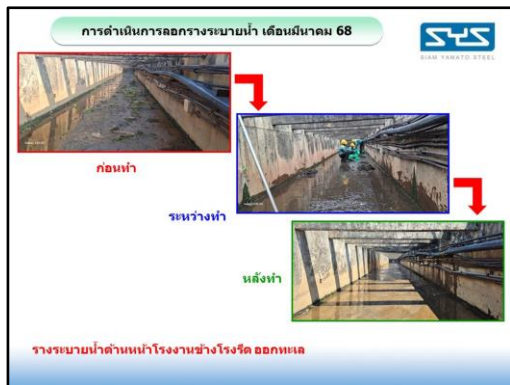 การดำเนินการลอกรางระบายน้ำ เดือนมีนาคม 68
SYS
SIAM YAMATO STEEL
ก่อนทำ
ระหว่างทำ
หลังทำ
รางระบายน้ำด้านหน้าโรงงานข้างโรงรีด ออกทะเล